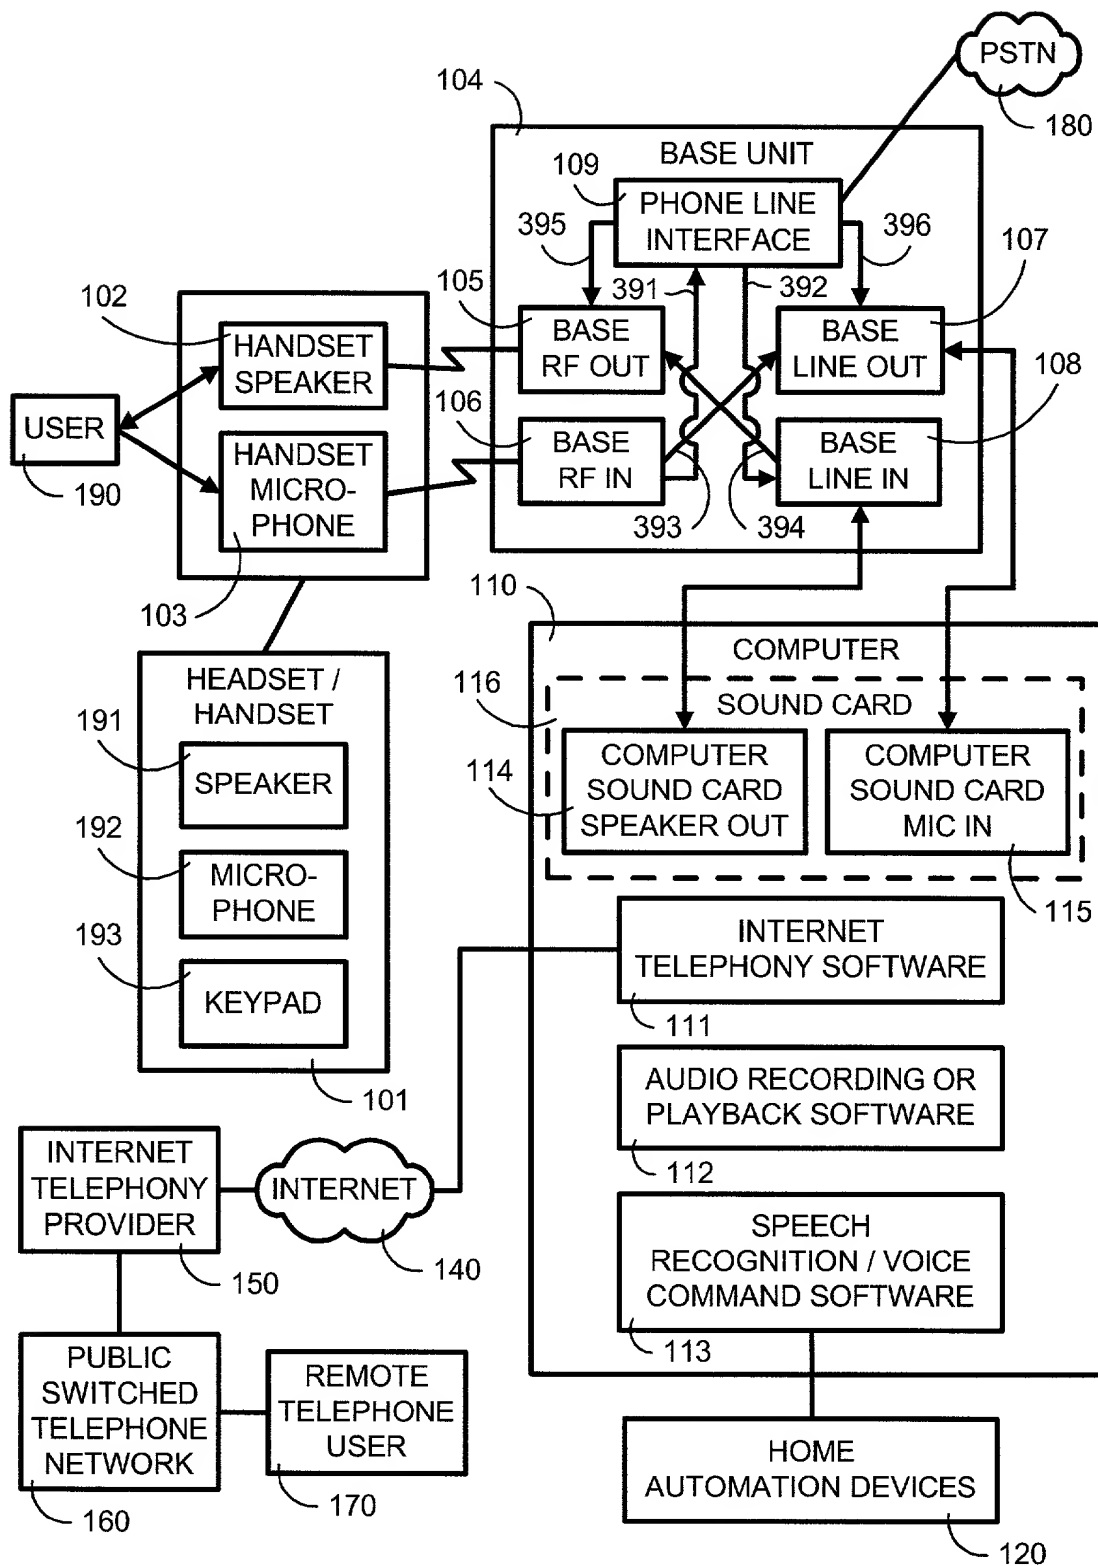 PSTN
180
104
BASE UNIT
109
PHONE LINE
INTERFACE
395
396
107
391
392
102
105
BASE
RF OUT
BASE
LINE OUT
HANDSET
SPEAKER
108
106
USER
190
HANDSET
MICRO-
PHONE
BASE
RF IN
BASE
LINE IN
393
394
103
110
COMPUTER
HEADSET /
HANDSET
116
SOUND CARD
191
SPEAKER
114
COMPUTER
SOUND CARD
SPEAKER OUT
COMPUTER
SOUND CARD
MIC IN
192
MICRO-
PHONE
115
193
KEYPAD
INTERNET
TELEPHONY SOFTWARE
111
101
AUDIO RECORDING OR
PLAYBACK SOFTWARE
112
INTERNET
TELEPHONY
PROVIDER
INTERNET
150
140
SPEECH
RECOGNITION / VOICE
COMMAND SOFTWARE
113
PUBLIC
SWITCHED
TELEPHONE
NETWORK
REMOTE
TELEPHONE
USER
160
170
HOME
AUTOMATION DEVICES
120